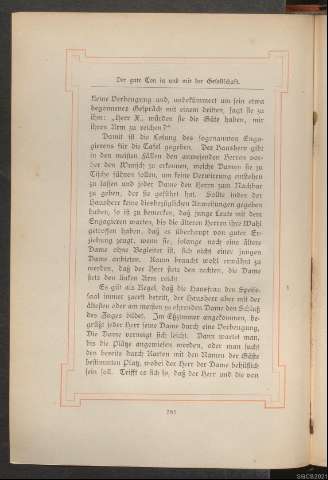 Der gute Ton in und mit der Gesellschaft.
kleine Verbeugung und, unbekümmert um sein etwa
begonnenes Gespräch mit einem dritten, sagt sie zu
ihm: „Herr X., würden sie die Güte haben, mir
ihren Arm zu reichen?“
Damit ist die Losung des sogenannten Enga-
gierens für die Tafel gegeben. Der Hausherr gibt
in den meisten Fällen den anwesenden Herren vor-
her den Wunsch zu erkennen, welche Damen sie zu
Tische führen sollen, um keine Verwirrung entstehen
zu lassen und jeder Dame den Herrn zum Nachbar
zu geben, der sie geführt hat. Sollte indes der
Hausherr keine diesbezüglichen Anweisungen gegeben
haben, so ist zu bemerken, daß junge Leute mit dem
Engagieren warten, bis die älteren Herren ihre Wahl
getroffen haben, daß es überhaupt von guter Er-
ziehung zeugt, wenn sie, solange noch eine ältere
Dame ohne Begleiter ist, sich nicht einer jungen
Dame anbieten. Kaum braucht wohl erwähnt zu
werden, daß der Herr stets den rechten, die Dame
stets den linken Arm reicht.
Es gilt als Regel, daß die Hausfrau den Speise-
saal immer zuerst betritt, der Hausherr aber mit der
ältesten oder am meisten zu ehrenden Dame den Schluß
des Zuges bildet. Im Eßzimmer angekommen, be-
grüßt jeder Herr seine Dame durch eine Verbeugung,
Die Dame verneigt sich leicht. Dann wartet man,
bis die Plätze angewiesen werden, oder man sucht
den bereits durch Karten mit den Namen der Gäste
bestimmten Platz, wobei der Herr der Dame behilflich
sein soll. Trifft es sich so, daß der Herr und die von
SBCB2021